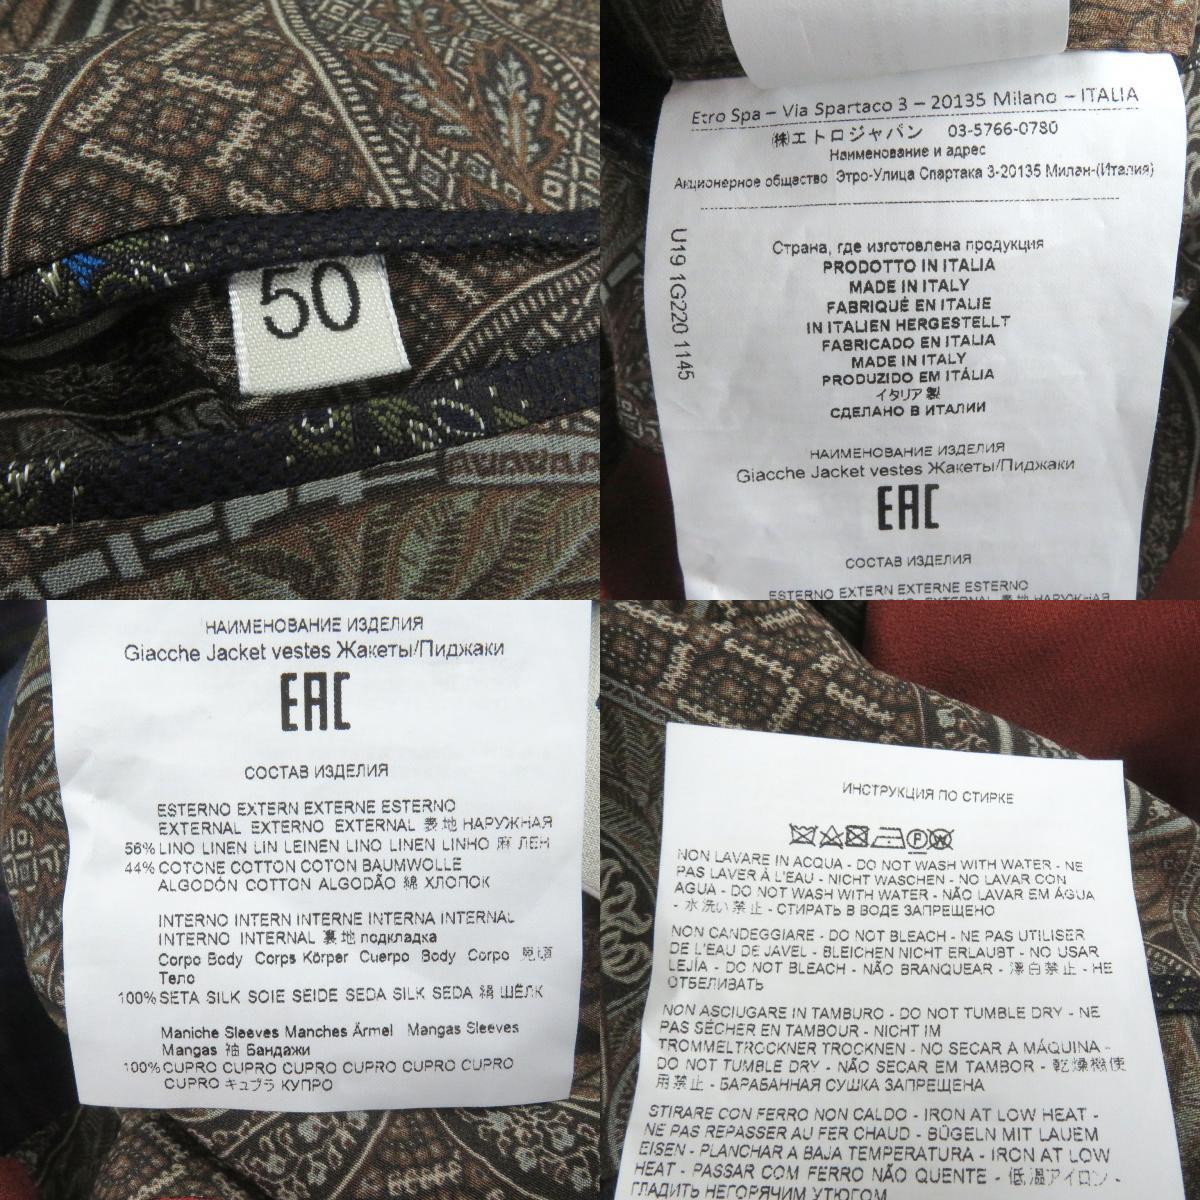 50
Etro Spa – Via Spartaco 3 – 20135 Milano – ITALIA
㈱エトロジャパン 03-5766-0780
Наименование и адрес
Акционерное общество Этро-Улица Спартака 3-20135 Милан-(Италия)
U19 1G220 1145
Страна, где изготовлена продукция
PRODOTTO IN ITALIA
MADE IN ITALY
FABRIQUÉ EN ITALIE
IN ITALIEN HERGESTELLT
FABRICADO EN ITALIA
MADE IN ITALY
PRODUZIDO EM ITÁLIA
イタリア製
СДЕЛАНО В ИТАЛИИ
НАИМЕНОВАНИЕ ИЗДЕЛИЯ
Giacche Jacket vestes Жакеты/Пиджаки
EAC
СОСТАВ ИЗДЕЛИЯ
ESTERNO EXTERN EXTERNE ESTERNO
EXTERNAL 表地 НАРУЖНАЯ
НАИМЕНОВАНИЕ ИЗДЕЛИЯ
Giacche Jacket vestes Жакеты/Пиджаки
EAC
СОСТАВ ИЗДЕЛИЯ
ESTERNO EXTERN EXTERNE ESTERNO
EXTERNAL EXTERNO EXTERNAL 表地 НАРУЖНАЯ
56% LINO LINEN LIN LEINEN LINO LINEN LINHO 麻 ЛЕН
44% COTONE COTTON COTON BAUMWOLLE
ALGODÓN COTTON ALGODÃO 綿 ХЛОПОК
INTERNO INTERN INTERNE INTERNA INTERNAL
INTERNO INTERNAL 裏地 подкладка
Corpo Body Corps Körper Cuerpo Body Corpo 見頃
Тело
100% SETA SILK SOIE SEIDE SEDA SILK SEDA 絹 ШЁЛК
Maniche Sleeves Manches Ärmel Mangas Sleeves
Mangas 袖 Бандажи
100% CUPRO CUPRO CUPRO CUPRO CUPRO CUPRO
CUPRO キュプラ КУПРО
ИНСТРУКЦИЯ ПО СТИРКЕ
NON LAVARE IN ACQUA - DO NOT WASH WITH WATER - NE
PAS LAVER À L'EAU - NICHT WASCHEN - NO LAVAR CON
AGUA - DO NOT WASH WITH WATER - NÃO LAVAR EM ÁGUA
- 水洗い禁止 - СТИРАТЬ В ВОДЕ ЗАПРЕЩЕНО
NON CANDEGGIARE - DO NOT BLEACH - NE PAS UTILISER
DE L'EAU DE JAVEL - BLEICHEN NICHT ERLAUBT - NO USAR
LEJÍA - DO NOT BLEACH - NÃO BRANQUEAR - 漂白禁止 - НЕ
ОТБЕЛИВАТЬ
NON ASCIUGARE IN TAMBURO - DO NOT TUMBLE DRY - NE
PAS SÉCHER EN TAMBOUR - NICHT IM
TROMMELTROCKNER TROCKNEN - NO SECAR A MÁQUINA -
DO NOT TUMBLE DRY - NÃO SECAR EM TAMBOR - 乾燥機使
用禁止 - БАРАБАННАЯ СУШКА ЗАПРЕЩЕНА
STIRARE CON FERRO NON CALDO - IRON AT LOW HEAT -
NE PAS REPASSER AU FER CHAUD - BÜGELN MIT LAUEM
EISEN - PLANCHAR A BAJA TEMPERATURA - IRON AT LOW
HEAT - PASSAR COM FERRO NÃO QUENTE - 低温アイロン -
ГЛАДИТЬ НЕГОРЯЧИМ УТЮГОМ